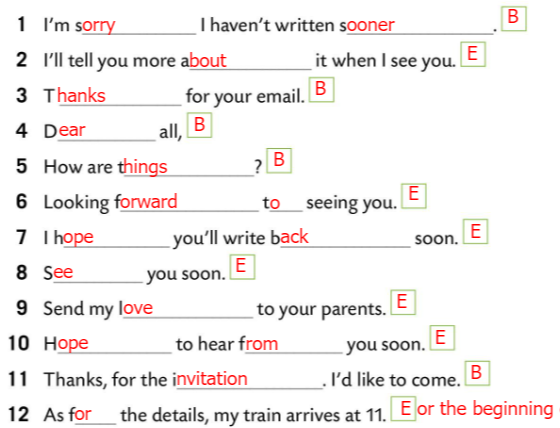 1 I'm sorry I haven't written sooner. B
2 I'll tell you more about it when I see you. E
3 Thanks for your email. B
4 Dear all, B
5 How are things? B
6 Looking forward to seeing you. E
7 I hope you'll write back soon. E
8 See you soon. E
9 Send my love to your parents. E
10 Hope to hear from you soon. E
11 Thanks, for the invitation. I'd like to come. B
12 As for the details, my train arrives at 11. E or the beginning